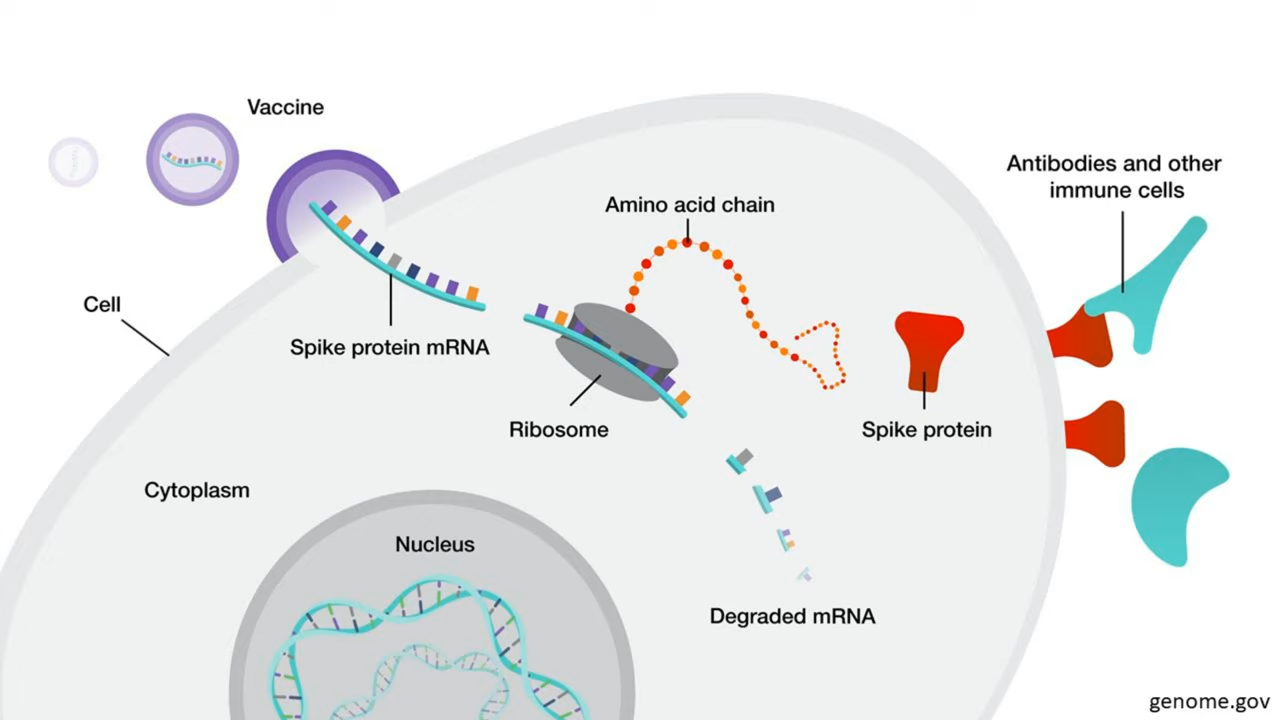 Vaccine
Antibodies and other
immune cells
Amino acid chain
Cell
Spike protein mRNA
Ribosome
Spike protein
Cytoplasm
Nucleus
Degraded mRNA
genome.gov